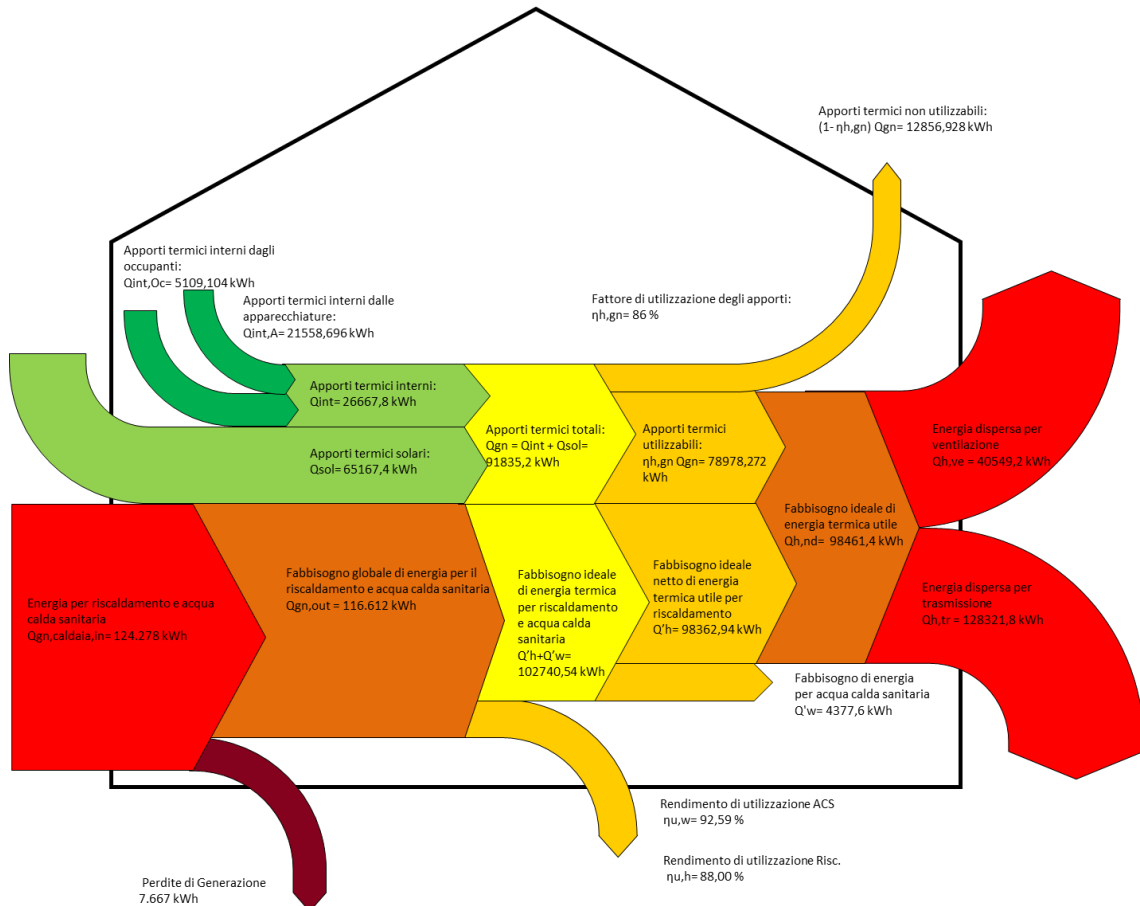 Apporti termici non utilizzabili:
(1- ηh,gn) Qgn= 12856,928 kWh
Apporti termici interni dagli
occupanti:
Qint,Oc= 5109,104 kWh
Apporti termici interni dalle
apparecchiature:
Qint,A= 21558,696 kWh
Fattore di utilizzazione degli apporti:
ηh,gn= 86 %
Apporti termici interni:
Qint= 26667,8 kWh
Apporti termici solari:
Qsol= 65167,4 kWh
Apporti termici totali:
Qgn = Qint + Qsol=
91835,2 kWh
Apporti termici
utilizzabili:
ηh,gn Qgn= 78978,272
kWh
Energia dispersa per
ventilazione
Qh,ve= 40549,2 kWh
Fabbisogno ideale di
energia termica utile
Qh,nd= 98461,4 kWh
Energia per riscaldamento e acqua
calda sanitaria
Qgn,caldaia,in= 124.278 kWh
Fabbisogno globale di energia per il
riscaldamento e acqua calda sanitaria
Qgn,out = 116.612 kWh
Fabbisogno ideale
di energia termica
per riscaldamento
e acqua calda
sanitaria
Q'h+Q'w=
102740,54 kWh
Fabbisogno ideale
netto di energia
termica utile per
riscaldamento
Q'h= 98362,94 kWh
Energia dispersa per
trasmissione
Qh,tr = 128321,8 kWh
Fabbisogno di energia
per acqua calda sanitaria
Q'w= 4377,6 kWh
Rendimento di utilizzazione ACS
ηu,w= 92,59 %
Rendimento di utilizzazione Risc.
ηu,h= 88,00 %
Perdite di Generazione
7.667 kWh